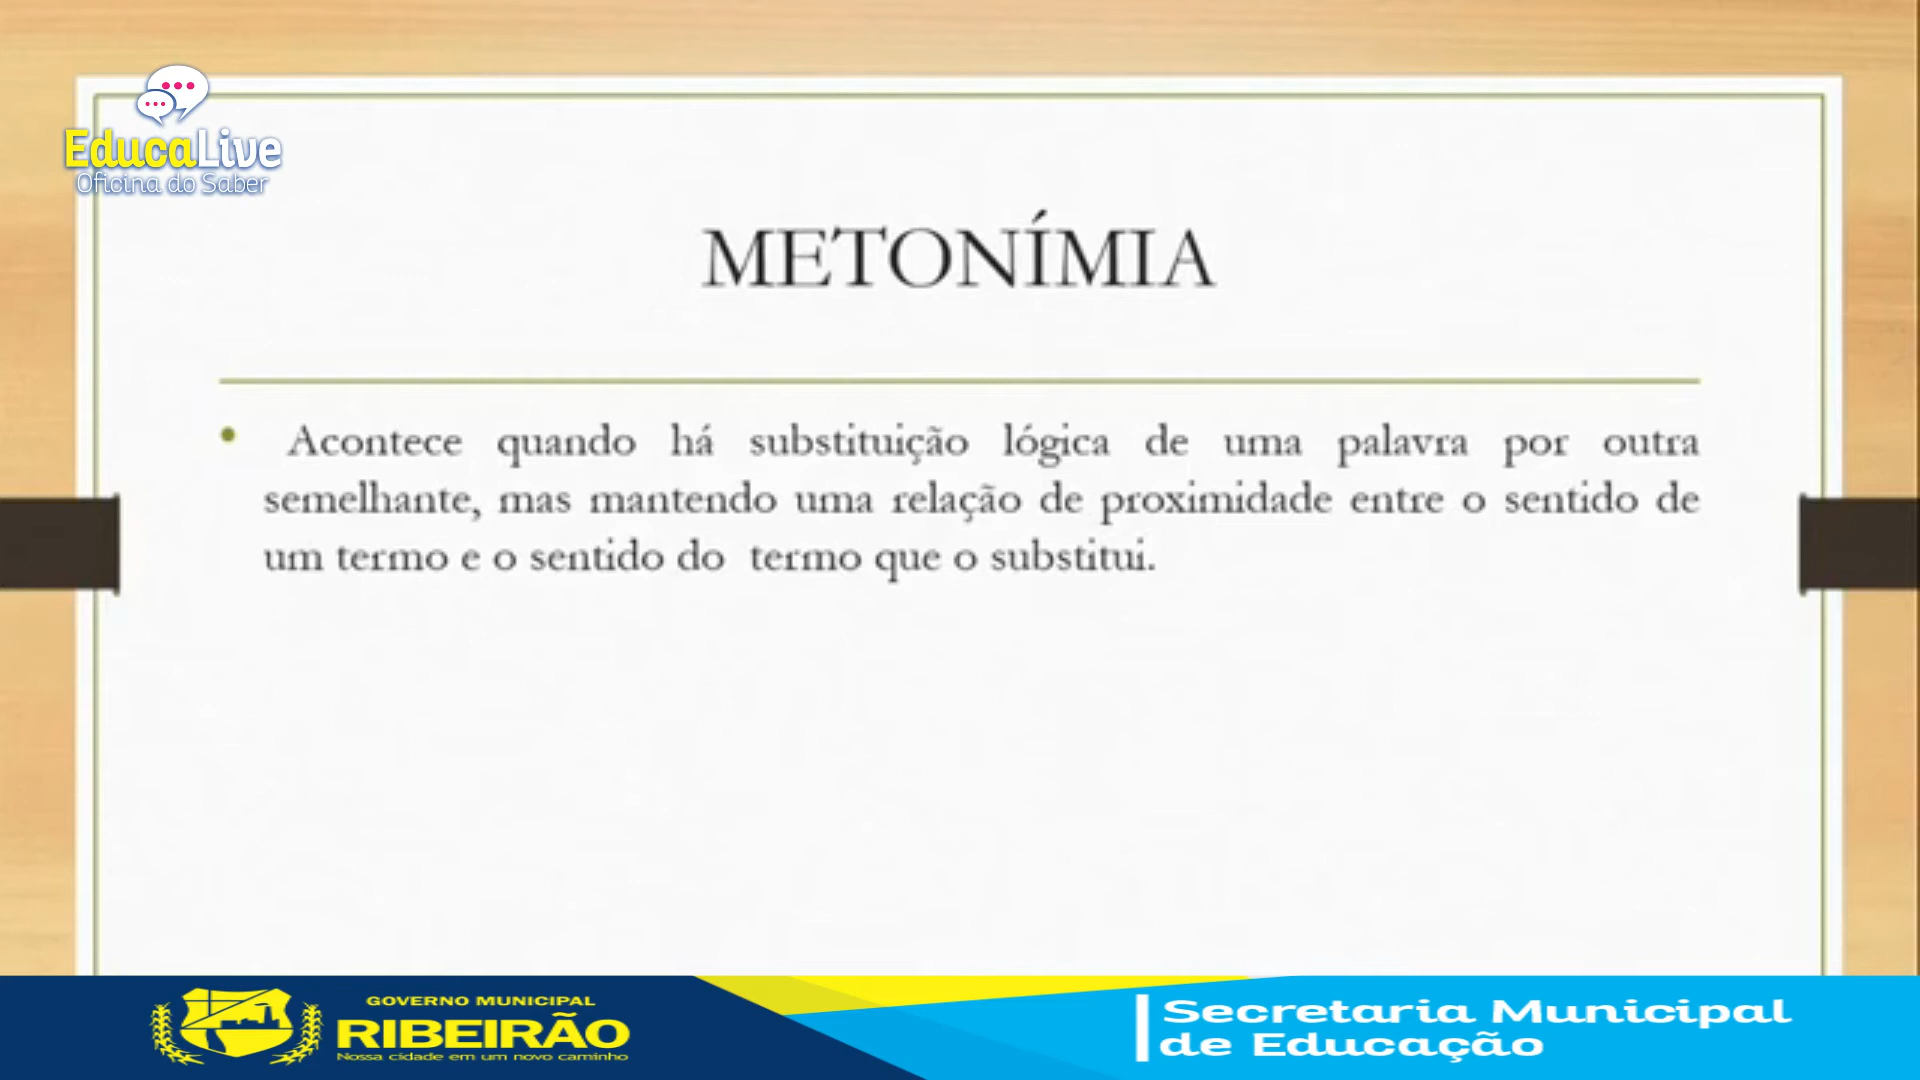 EducaLive
Oficina do Saber
METONÍMIA
• Acontece quando há substituição lógica de uma palavra por outra
semelhante, mas mantendo uma relação de proximidade entre o sentido de
um termo e o sentido do termo que o substitui.
GOVERNO MUNICIPAL
RIBEIRÃO
Nossa cidade em um novo caminho
Secretaria Municipal
de Educação